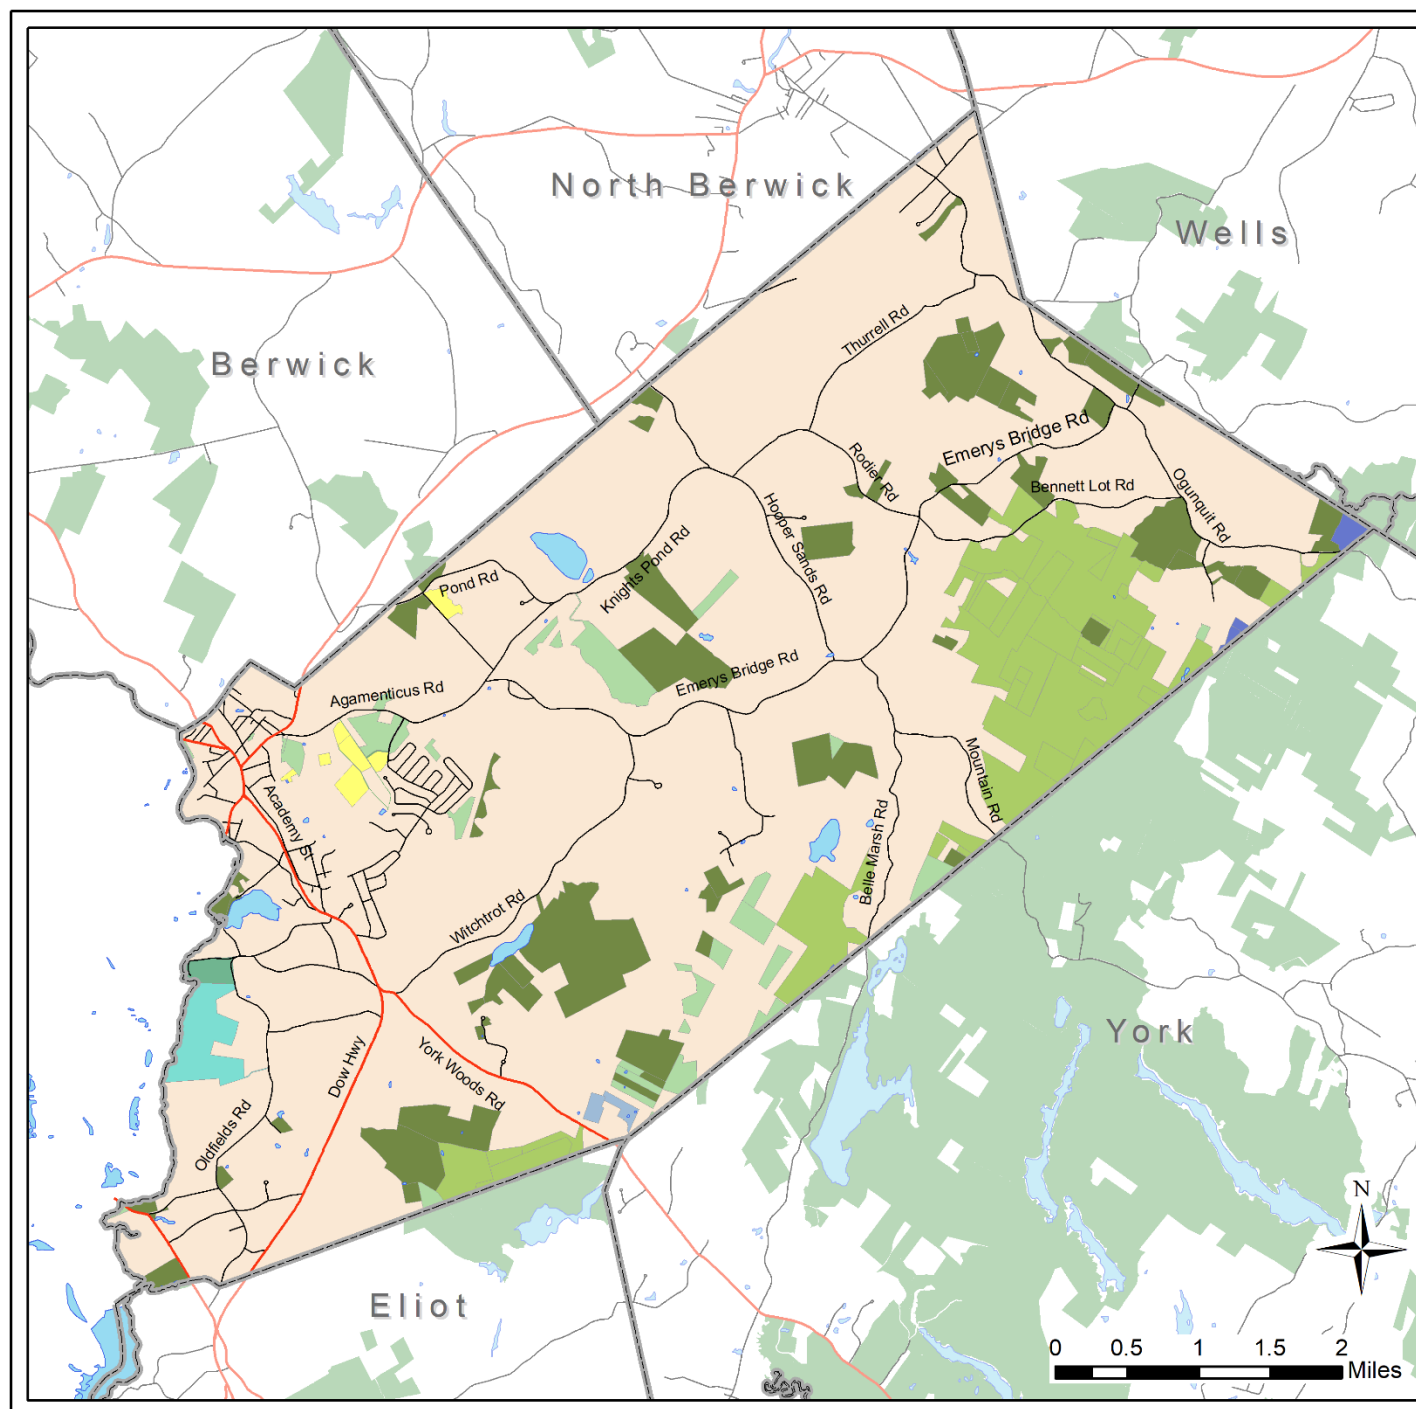 North Berwick
Wells
Berwick
Thurrell Rd
Emerys Bridge Rd
Rodier Rd
Bennett Lot Rd
Ogunquit Rd
Hooper Sands Rd
Knights Pond Rd
Pond Rd
Emerys Bridge Rd
Agamenticus Rd
Mountain Rd
Academy St
Belle Marsh Rd
Witchtrot Rd
York
York Woods Rd
Dow Hwy
Oldfields Rd
N
Eliot
0 0.5 1 1.5 2
Miles